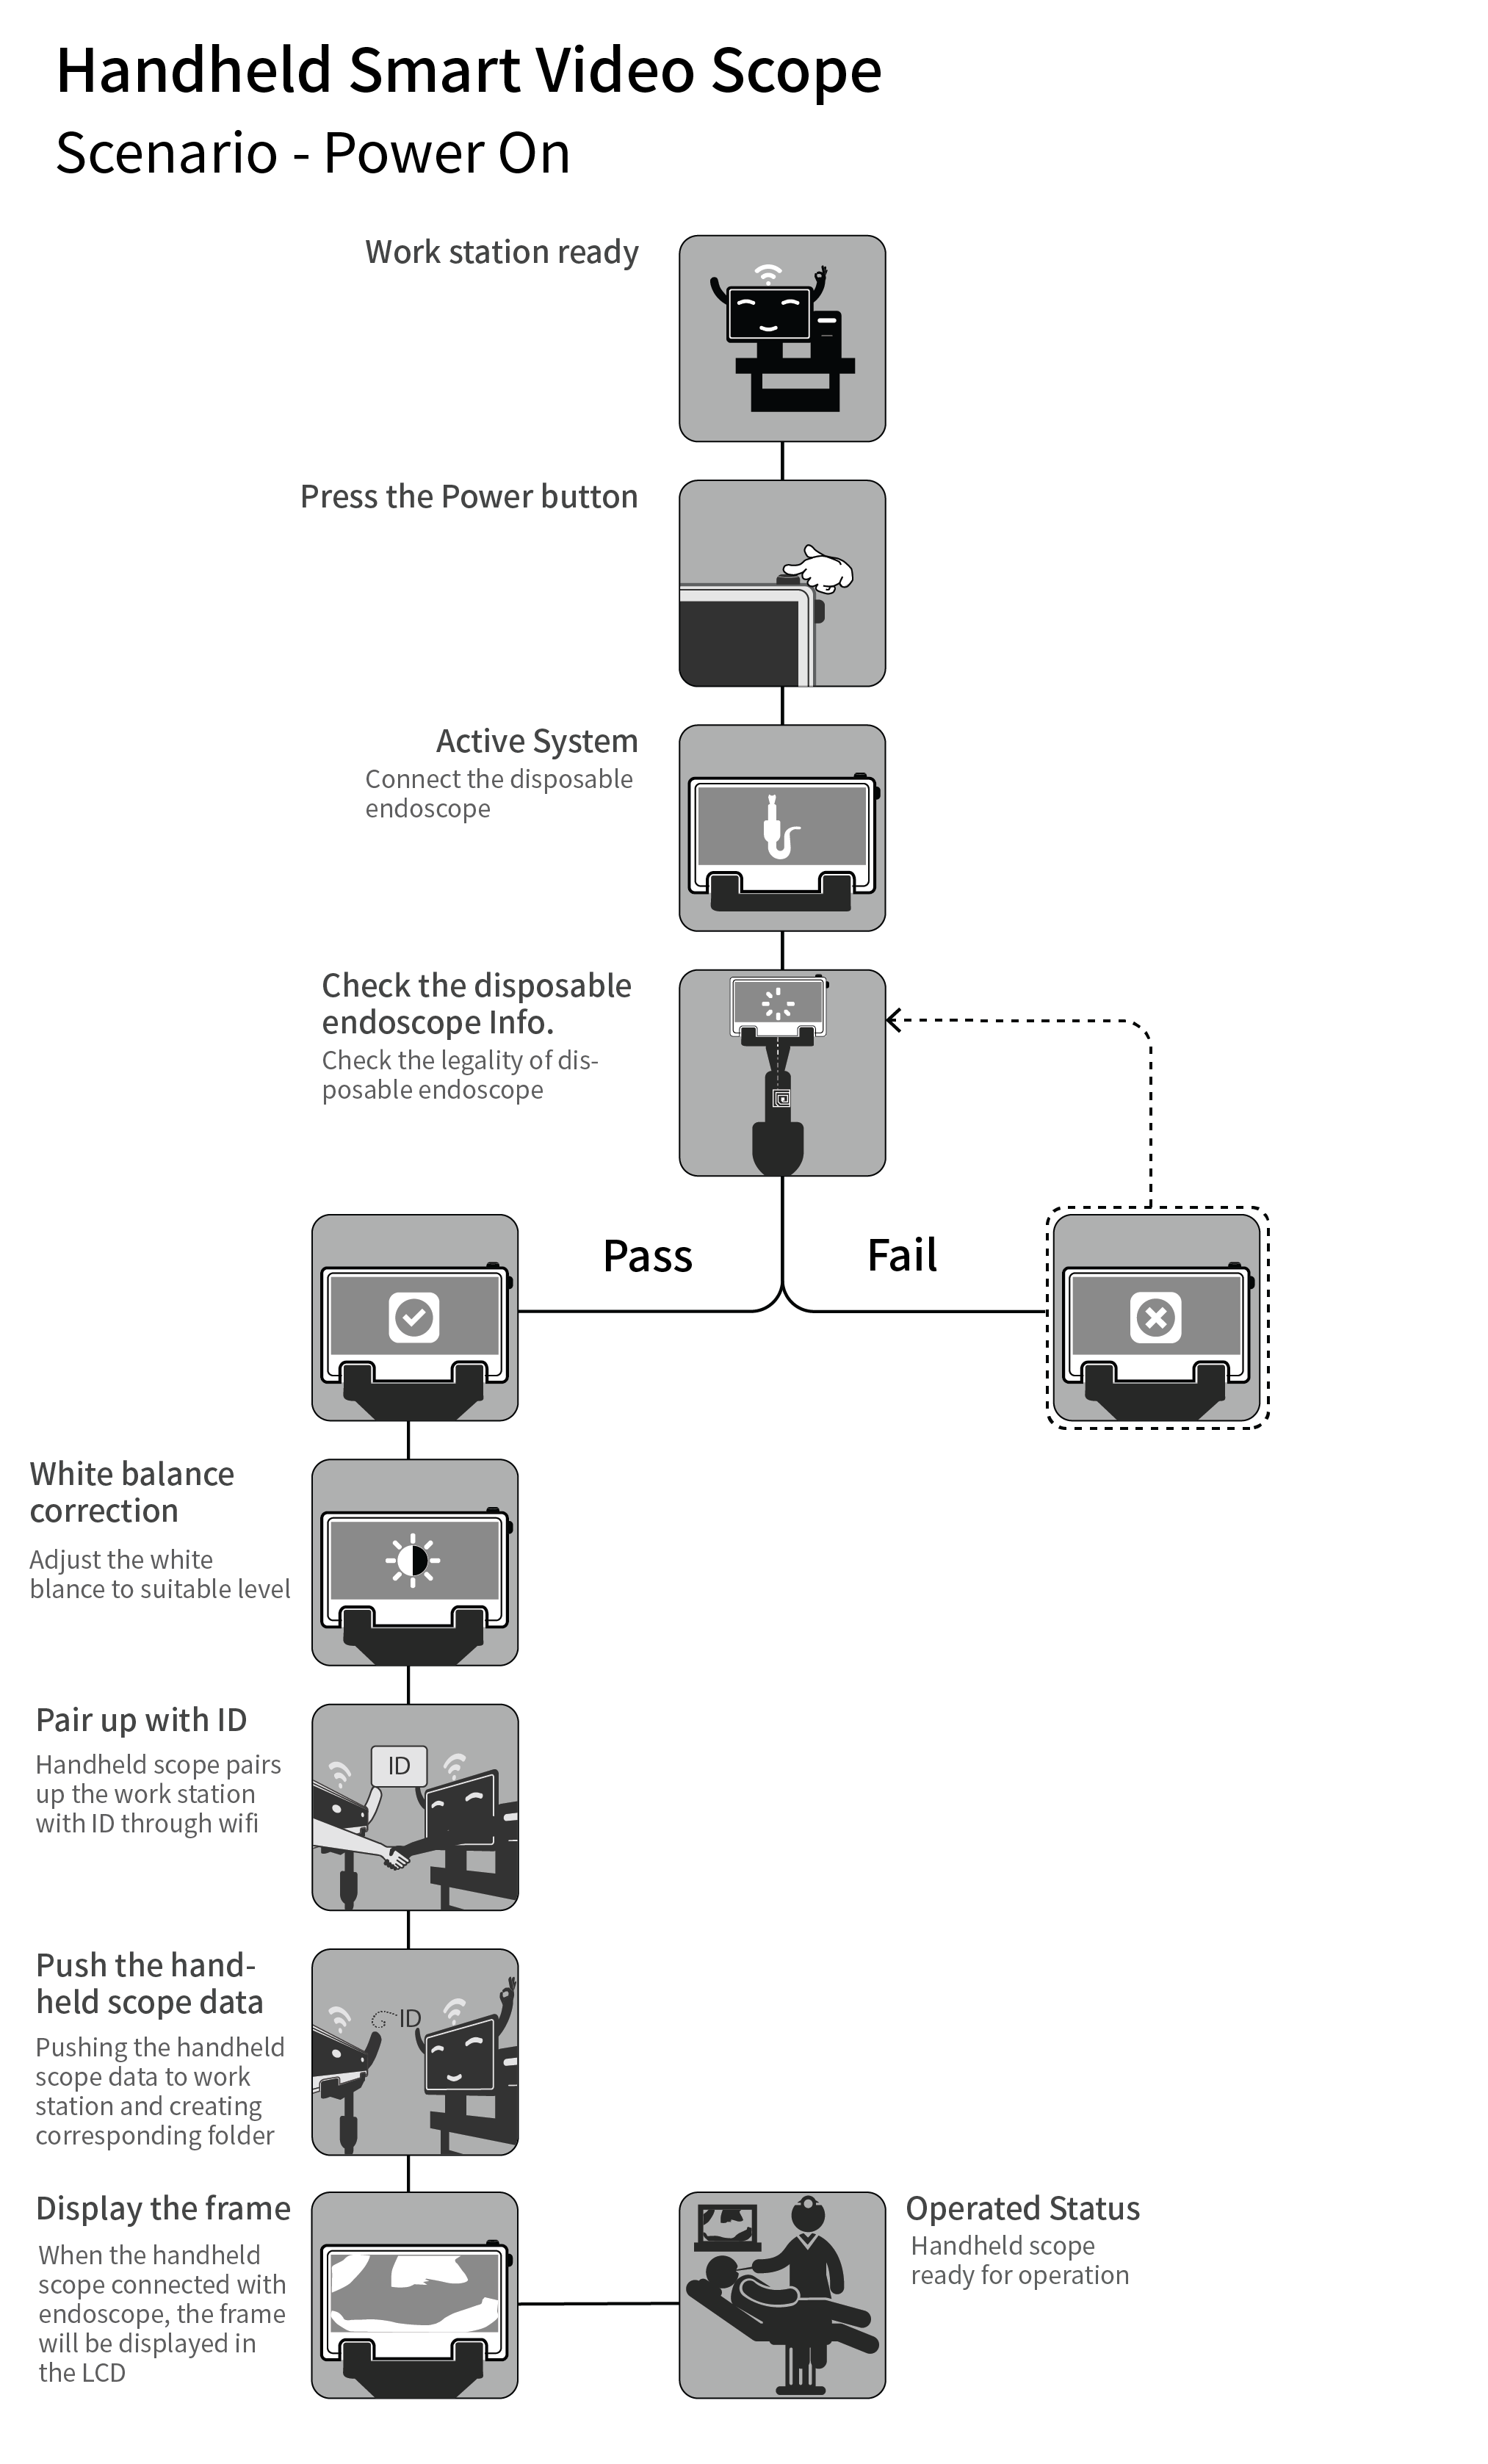 Handheld Smart Video Scope
Scenario - Power On
Work station ready
Press the Power button
Active System
Connect the disposable
endoscope
Check the disposable
endoscope Info.
Check the legality of dis-
posable endoscope
Pass
Fail
White balance
correction
Adjust the white
blance to suitable level
Pair up with ID
Handheld scope pairs
up the work station
with ID through wifi
ID
Push the hand-
held scope data
Pushing the handheld
scope data to work
station and creating
corresponding folder
ID
Display the frame
When the handheld
scope connected with
endoscope, the frame
will be displayed in
the LCD
Operated Status
Handheld scope
ready for operation